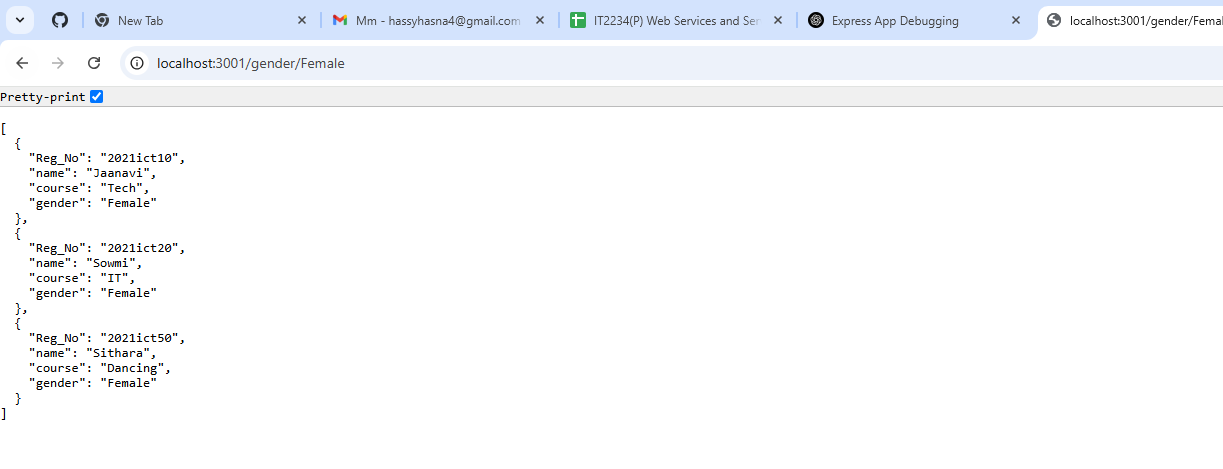 New Tab
Mm - hassyhasna4@gmail.com
IT2234(P) Web Services and Ser
Express App Debugging
localhost:3001/gender/Femal
localhost:3001/gender/Female
Pretty-print
[
  {
    "Reg_No": "2021ict10",
    "name": "Jaanavi",
    "course": "Tech",
    "gender": "Female"
  },
  {
    "Reg_No": "2021ict20",
    "name": "Sowmi",
    "course": "IT",
    "gender": "Female"
  },
  {
    "Reg_No": "2021ict50",
    "name": "Sithara",
    "course": "Dancing",
    "gender": "Female"
  }
]